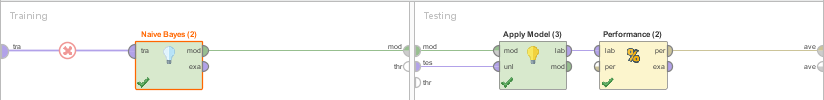 Training
Testing
Naive Bayes (2)
Apply Model (3)
Performance (2)
tra
tra
mod
exa
mod
thr
mod
tes
thr
mod
unl
lab
mod
lab
per
per
exa
ave
ave